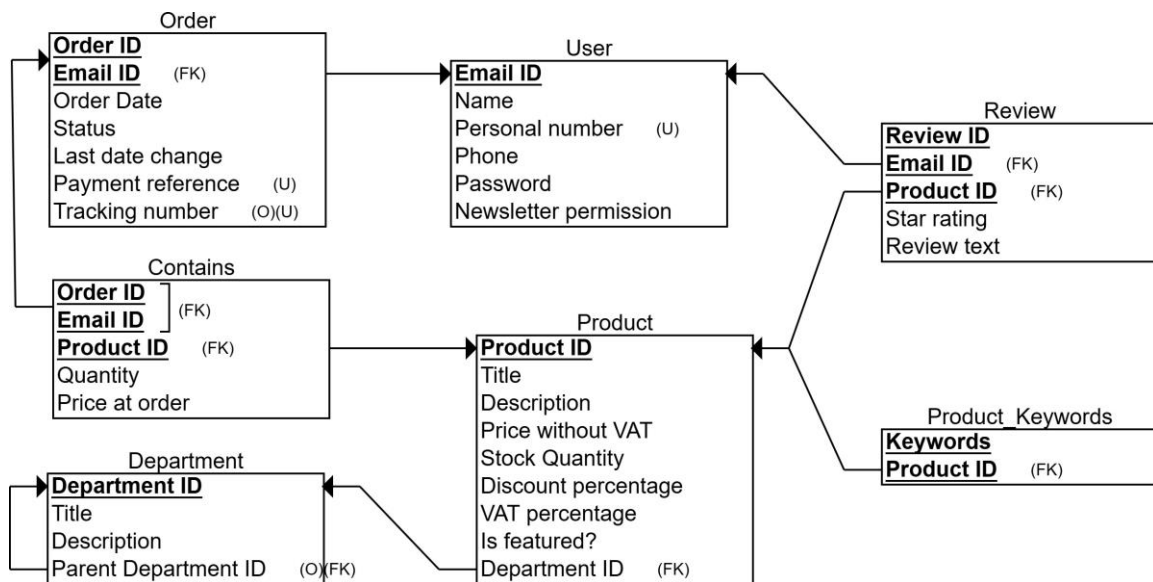 Order
Order ID
Email ID (FK)
Order Date
Status
Last date change
Payment reference (U)
Tracking number (O)(U)
User
Email ID
Name
Personal number (U)
Phone
Password
Newsletter permission
Review
Review ID
Email ID (FK)
Product ID (FK)
Star rating
Review text
Contains
Order ID
Email ID (FK)
Product ID (FK)
Quantity
Price at order
Product
Product ID
Title
Description
Price without VAT
Stock Quantity
Discount percentage
VAT percentage
Is featured?
Department ID (FK)
Product_Keywords
Keywords
Product ID (FK)
Department
Department ID
Title
Description
Parent Department ID (O)(FK)